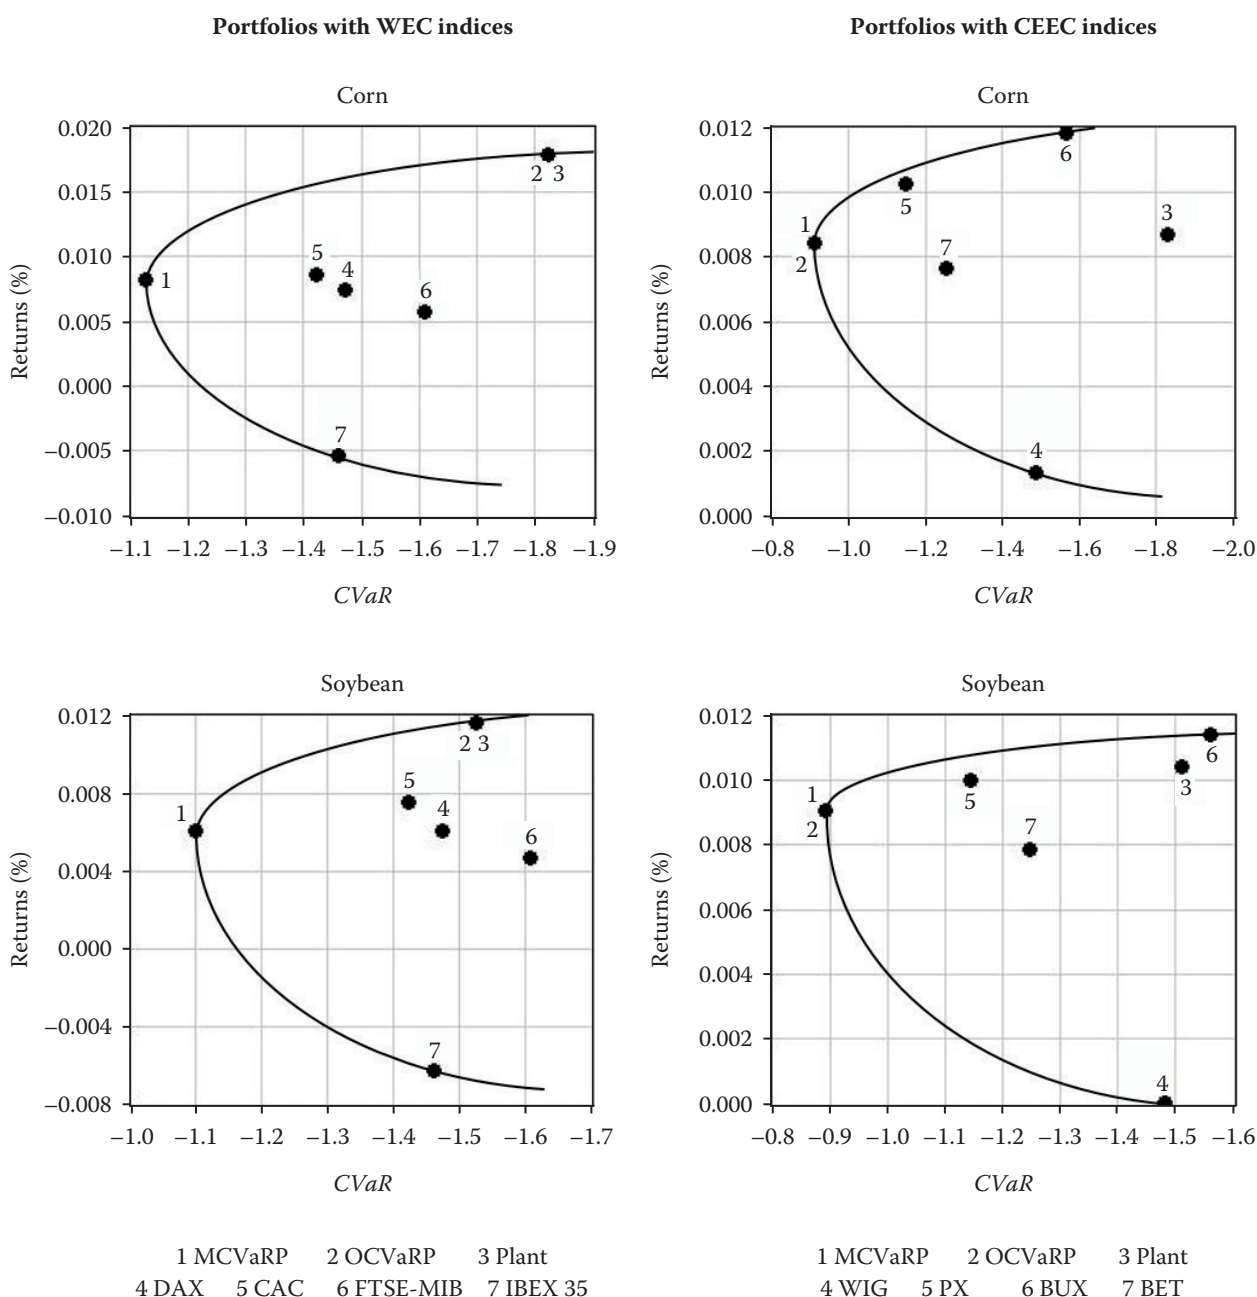 Portfolios with WEC indices
Portfolios with CEEC indices
Corn
0.020
0.015
0.010
0.005
0.000
–0.005
–0.010
Returns (%)
2 3
5
4
1
6
7
–1.1 –1.2 –1.3 –1.4 –1.5 –1.6 –1.7 –1.8 –1.9
CVaR
Corn
0.012
0.010
0.008
0.006
0.004
0.002
0.000
Returns (%)
6
5
3
1
7
2
4
–0.8 –1.0 –1.2 –1.4 –1.6 –1.8 –2.0
CVaR
Soybean
0.012
0.008
0.004
0.000
–0.004
–0.008
Returns (%)
2 3
5
1
4
6
7
–1.0 –1.1 –1.2 –1.3 –1.4 –1.5 –1.6 –1.7
CVaR
Soybean
0.012
0.010
0.008
0.006
0.004
0.002
0.000
Returns (%)
6
3
1
5
2
7
4
–0.8 –0.9 –1.0 –1.1 –1.2 –1.3 –1.4 –1.5 –1.6
CVaR
1 MCVaRP 2 OCVaRP 3 Plant
4 DAX 5 CAC 6 FTSE-MIB 7 IBEX 35
1 MCVaRP 2 OCVaRP 3 Plant
4 WIG 5 PX 6 BUX 7 BET